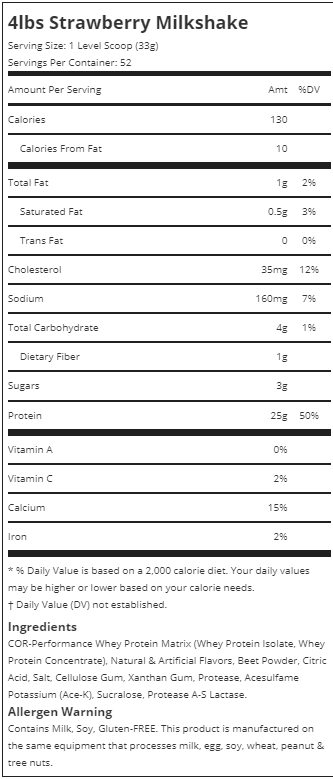 4lbs Strawberry Milkshake
Serving Size: 1 Level Scoop (33g)
Servings Per Container: 52
Amount Per Serving Amt %DV
Calories 130
Calories From Fat 10
Total Fat 1g 2%
Saturated Fat 0.5g 3%
Trans Fat 0 0%
Cholesterol 35mg 12%
Sodium 160mg 7%
Total Carbohydrate 4g 1%
Dietary Fiber 1g
Sugars 3g
Protein 25g 50%
Vitamin A 0%
Vitamin C 2%
Calcium 15%
Iron 2%
* % Daily Value is based on a 2,000 calorie diet. Your daily values
may be higher or lower based on your calorie needs.
† Daily Value (DV) not established.
Ingredients
COR-Performance Whey Protein Matrix (Whey Protein Isolate, Whey
Protein Concentrate), Natural & Artificial Flavors, Beet Powder, Citric
Acid, Salt, Cellulose Gum, Xanthan Gum, Protease, Acesulfame
Potassium (Ace-K), Sucralose, Protease A-S Lactase.
Allergen Warning
Contains Milk, Soy, Gluten-FREE. This product is manufactured on
the same equipment that processes milk, egg, soy, wheat, peanut &
tree nuts.